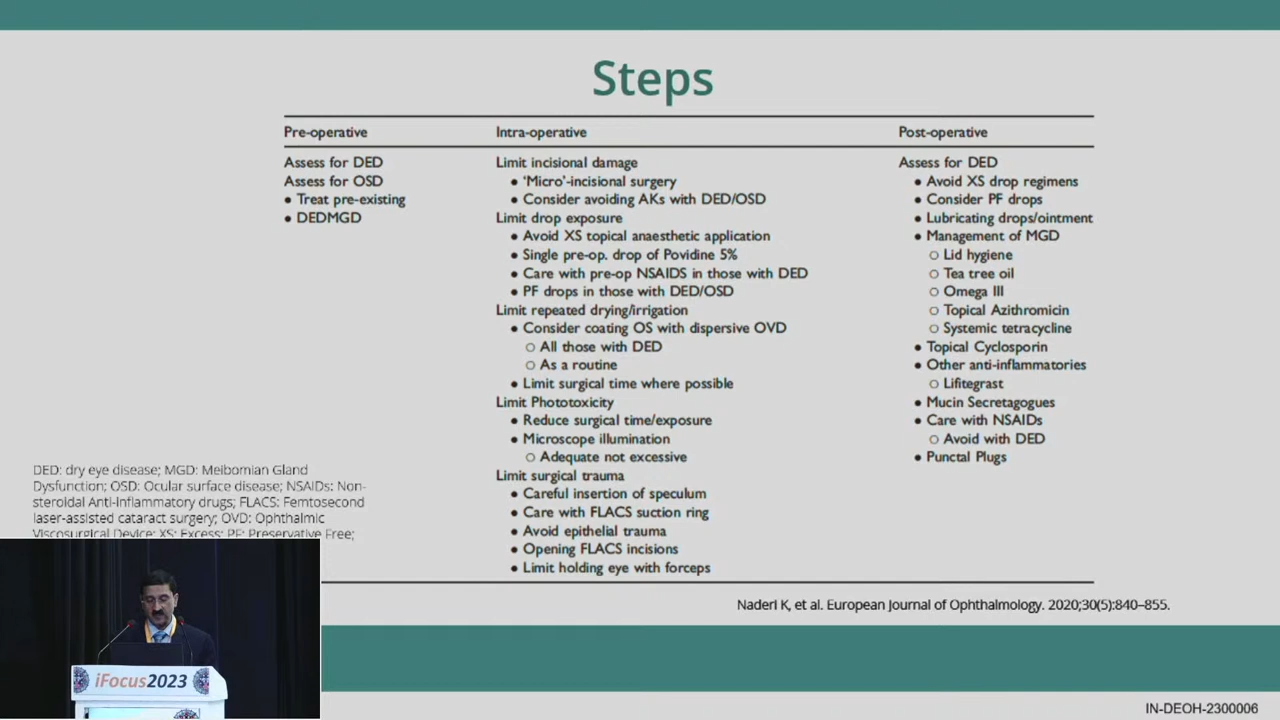 Steps
Pre-operative
Assess for DED
Assess for OSD
• Treat pre-existing
• DEDMGD
Intra-operative
Limit incisional damage
• 'Micro'-incisional surgery
• Consider avoiding AKs with DED/OSD
Limit drop exposure
• Avoid XS topical anaesthetic application
• Single pre-op. drop of Povidine 5%
• Care with pre-op NSAIDS in those with DED
• PF drops in those with DED/OSD
Limit repeated drying/irrigation
• Consider coating OS with dispersive OVD
○ All those with DED
○ As a routine
• Limit surgical time where possible
Limit Phototoxicity
• Reduce surgical time/exposure
• Microscope illumination
○ Adequate not excessive
Limit surgical trauma
• Careful insertion of speculum
• Care with FLACS suction ring
• Avoid epithelial trauma
• Opening FLACS incisions
• Limit holding eye with forceps
Post-operative
Assess for DED
• Avoid XS drop regimens
• Consider PF drops
• Lubricating drops/ointment
• Management of MGD
○ Lid hygiene
○ Tea tree oil
○ Omega III
○ Topical Azithromicin
○ Systemic tetracycline
• Topical Cyclosporin
• Other anti-inflammatories
○ Lifitegrast
• Mucin Secretagogues
• Care with NSAIDs
○ Avoid with DED
• Punctal Plugs
DED: dry eye disease; MGD: Meibomian Gland
Dysfunction; OSD: Ocular surface disease; NSAIDs: Non-
steroidal Anti-Inflammatory drugs; FLACS: Femtosecond
laser-assisted cataract surgery; OVD: Ophthalmic
Viscosurgical Device; XS: Excess; PF: Preservative Free;
Naderi K, et al. European Journal of Ophthalmology. 2020;30(5):840–855.
iFocus2023
IN-DEOH-2300006